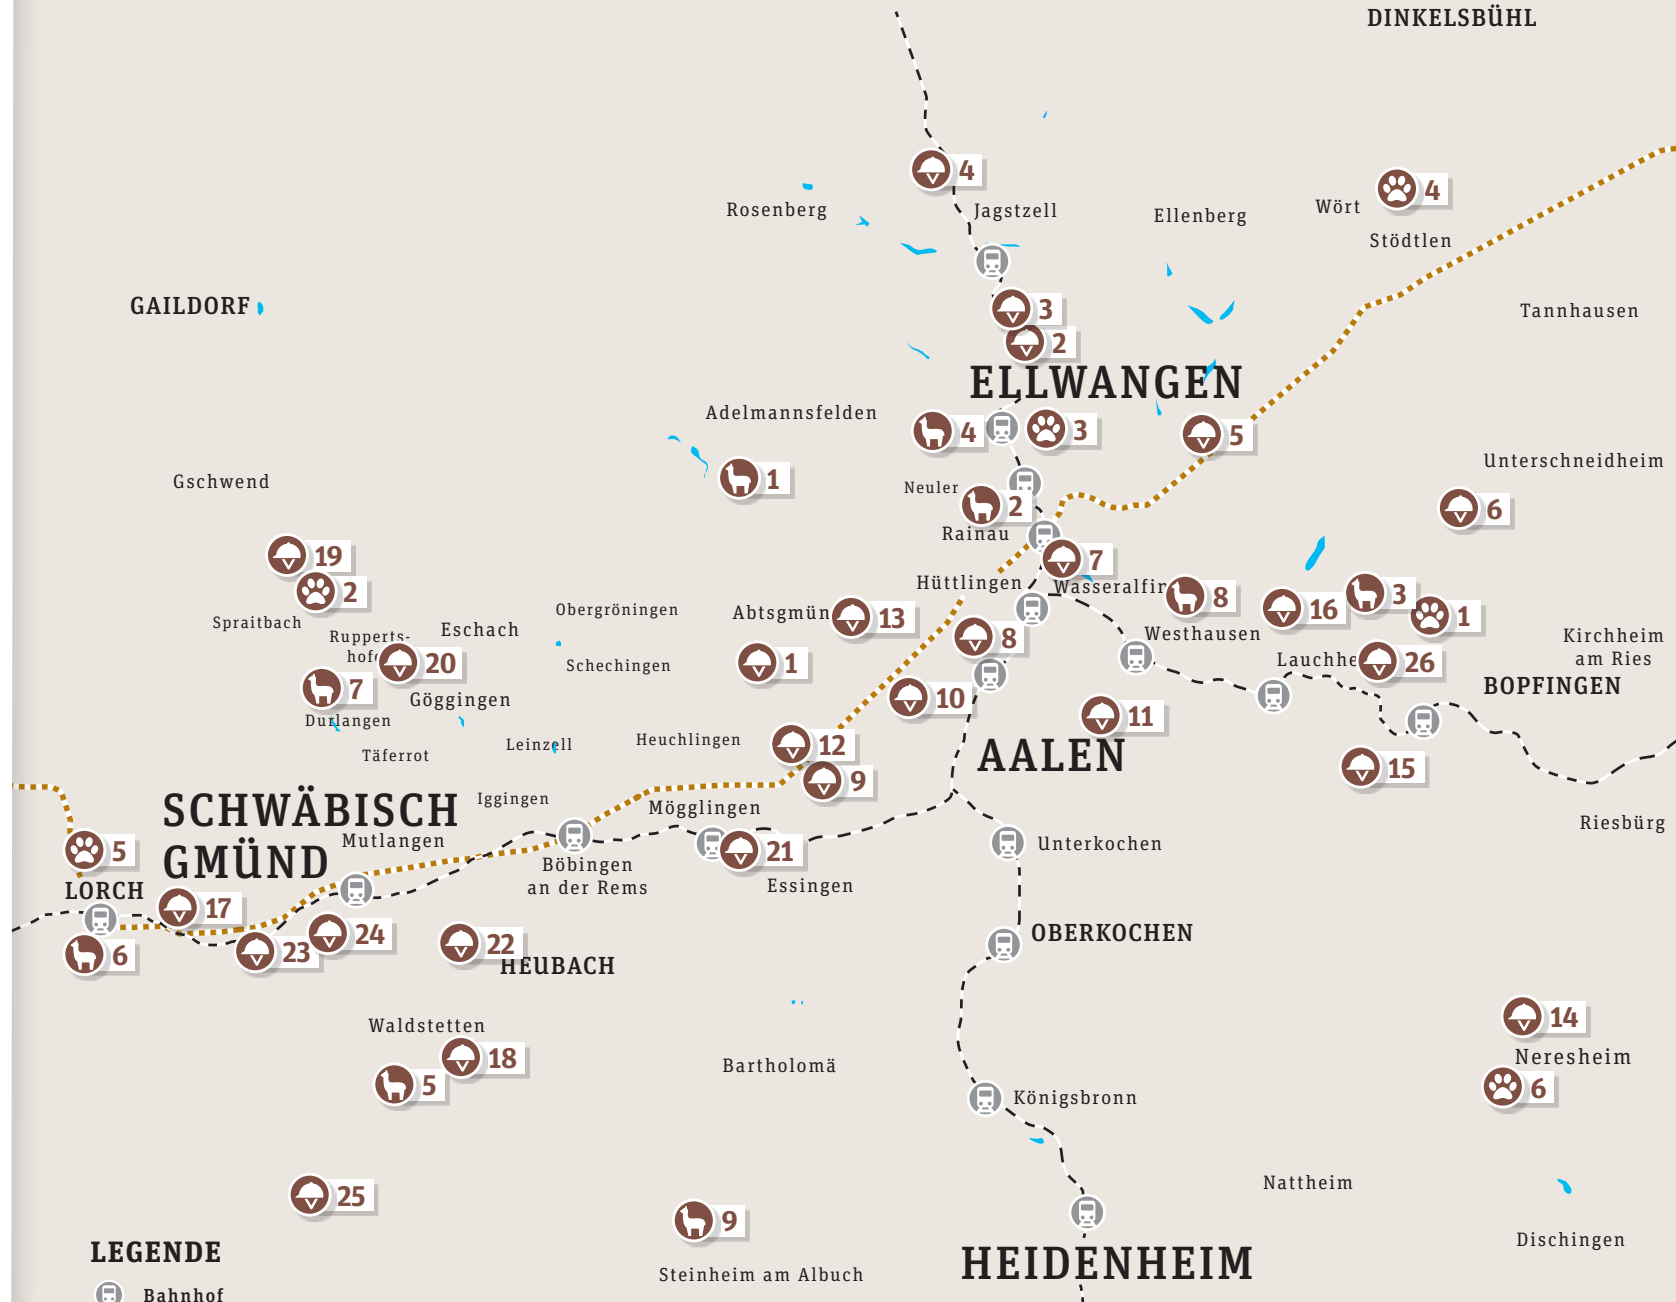 DINKELSBÜHL
4
4
Rosenberg
Jagstzell
Ellenberg
Wört
Stödtlen
GAILDORF
3
Tannhausen
2
ELLWANGEN
Adelmannsfelden
4
3
5
Unterschneidheim
Gschwend
1
Neuler
2
6
Rainau
19
7
2
Hüttlingen
Wasseralfin
8
16
3
1
Obergröningen
Abtsgmün
13
Spraitbach
Rupperts-
hofe
Eschach
8
Westhausen
Kirchheim
am Ries
20
Schechingen
1
Lauchhe
26
7
Göggingen
10
BOPFINGEN
Durlangen
11
Täferrot
Leinzell
Heuchlingen
12
AALEN
15
9
SCHWÄBISCH
GMÜND
Iggingen
Mögglingen
Riesbürg
Mutlangen
5
21
Unterkochen
Böbingen
an der Rems
LORCH
Essingen
17
24
OBERKOCHEN
23
22
6
HEUBACH
14
Waldstetten
18
Neresheim
Bartholomä
5
6
Königsbronn
25
Nattheim
9
Dischingen
LEGENDE
HEIDENHEIM
Steinheim am Albuch
Bahnhof